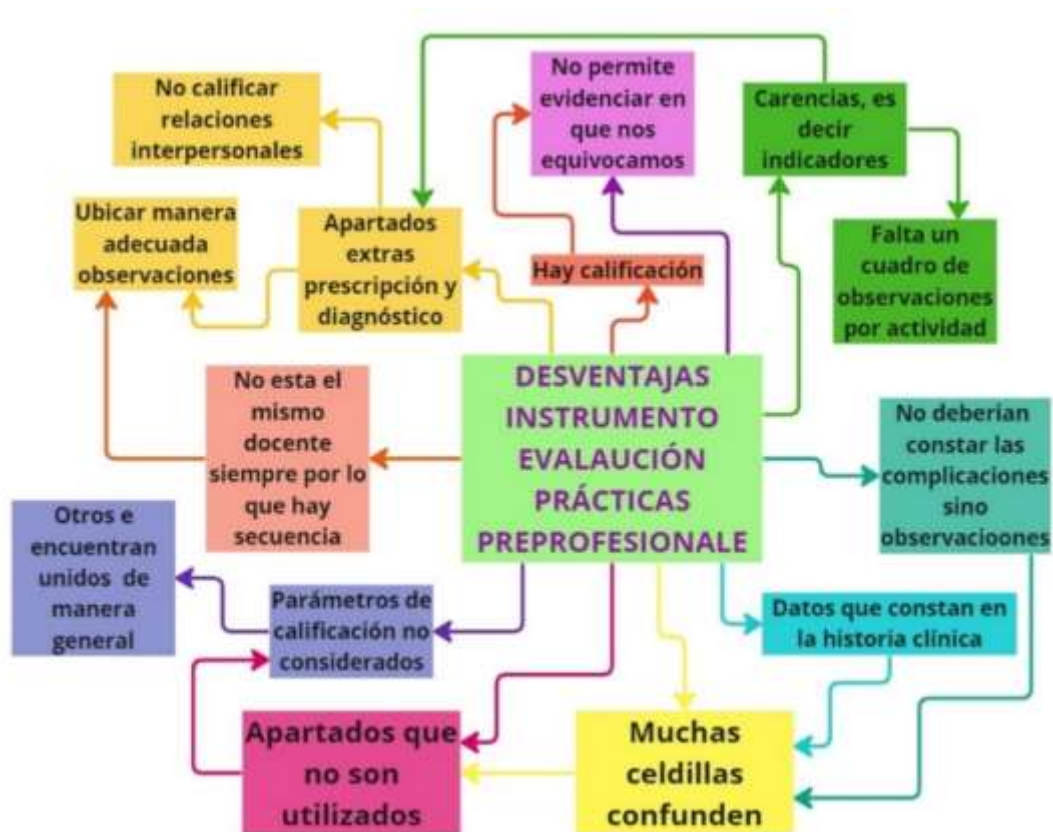 No calificar
relaciones
interpersonales
No permite
evidenciar en
que nos
equivocamos
Carencias, es
decir
indicadores
Ubicar manera
adecuada
observaciones
Apartados
extras
prescripción y
diagnóstico
Hay calificación
Falta un
cuadro de
observaciones
por actividad
No esta el
mismo
docente
siempre por lo
que hay
secuencia
DESVENTAJAS
INSTRUMENTO
EVALAUCIÓN
PRÁCTICAS
PREPROFESIONALE
No deberían
constar las
complicaciones
sino
observacioones
Otros e
encuentran
unidos de
manera
general
Parámetros de
calificación no
considerados
Datos que constan en
la historia clínica
Apartados que
no son
utilizados
Muchas
celdillas
confunden